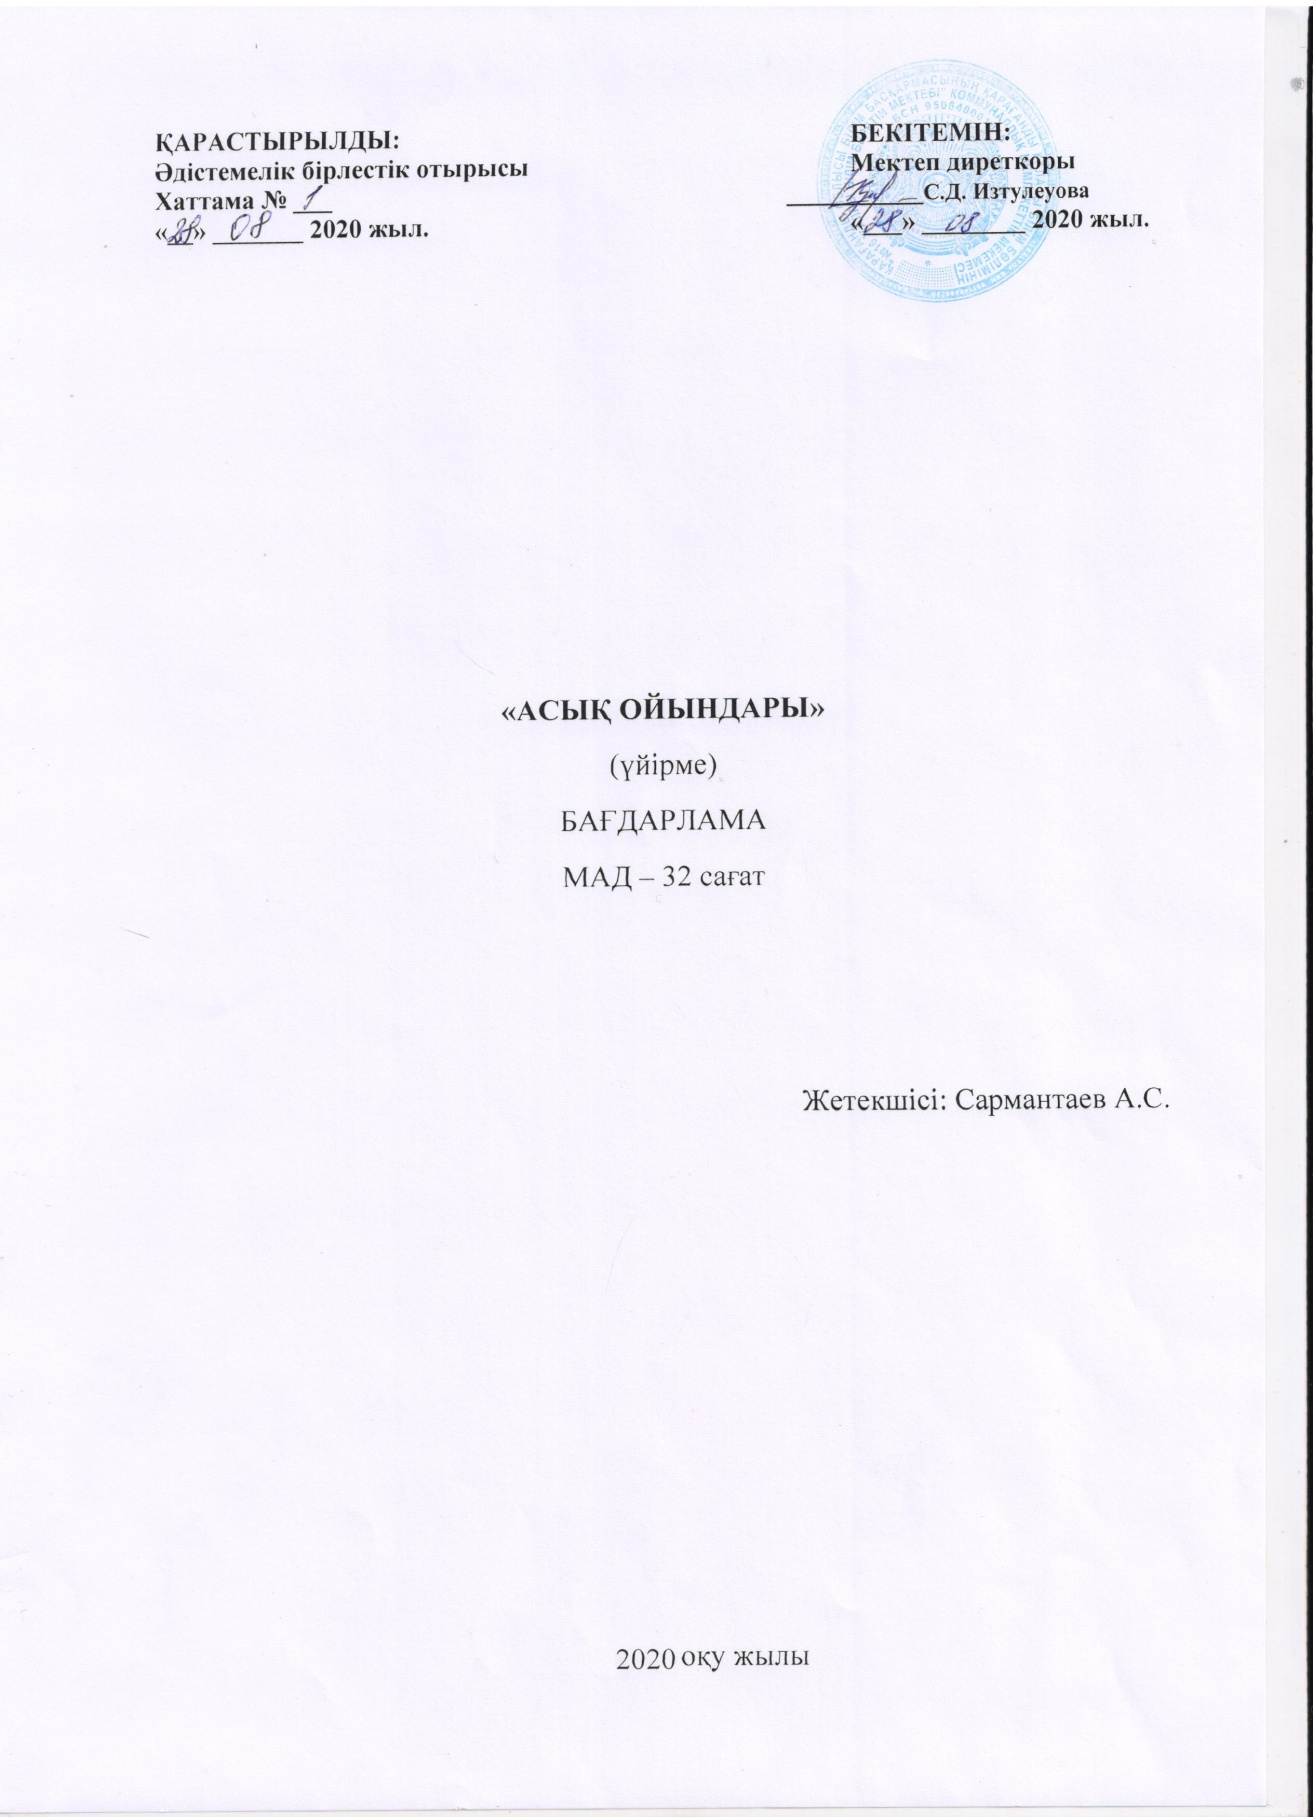 ҚАРАСТЫРЫЛДЫ:
Әдістемелік бірлестік отырысы
Хаттама № 1
«28» 08 2020 жыл.
БЕКІТЕМІН:
Мектеп диреткоры
С.Д. Изтулеуова
«28» 08 2020 жыл.
«АСЫҚ ОЙЫНДАРЫ»
(үйірме)
БАҒДАРЛАМА
МАД – 32 сағат
Жетекшісі: Сармантаев А.С.
2020 оқу жылы